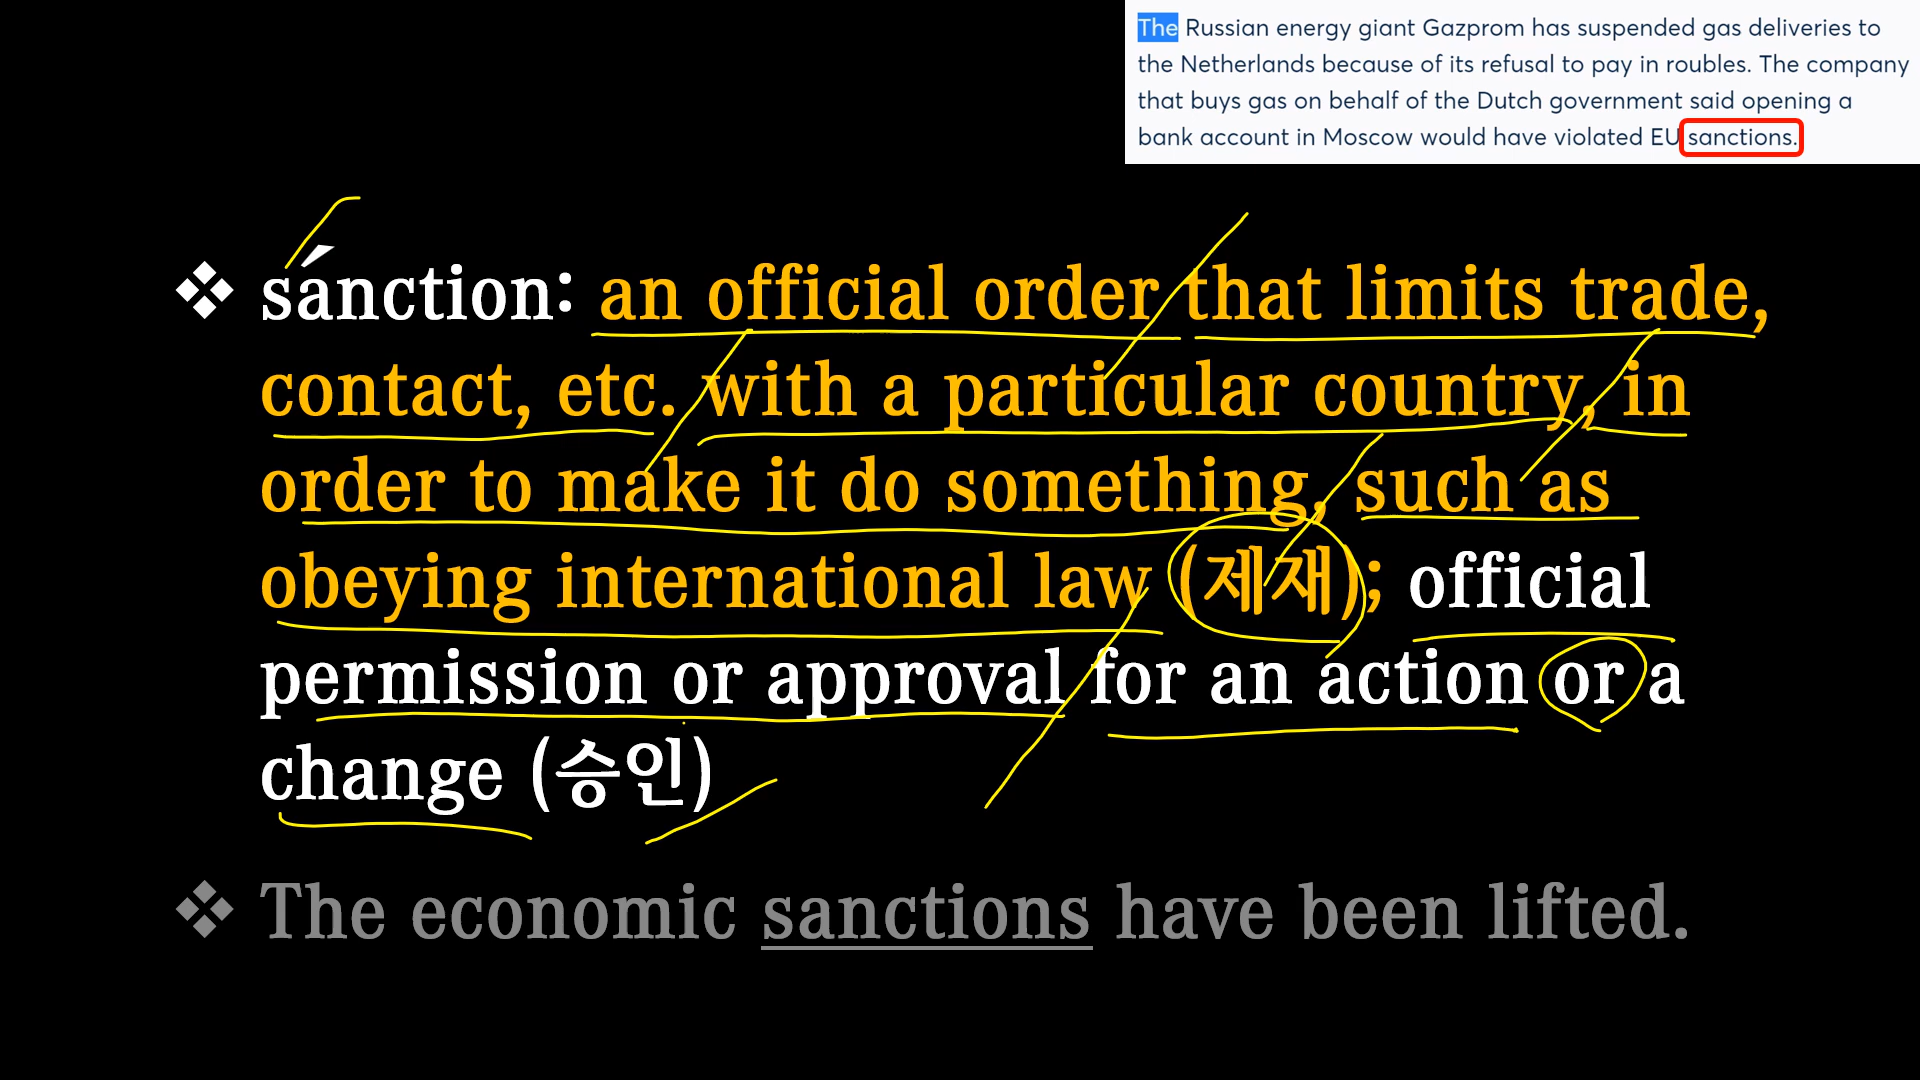 The Russian energy giant Gazprom has suspended gas deliveries to
the Netherlands because of its refusal to pay in roubles. The company
that buys gas on behalf of the Dutch government said opening a
bank account in Moscow would have violated EU sanctions.
❖ sánction: an official order that limits trade,
contact, etc. with a particular country, in
order to make it do something, such as
obeying international law (제재); official
permission or approval for an action or a
change (승인)
❖ The economic sanctions have been lifted.